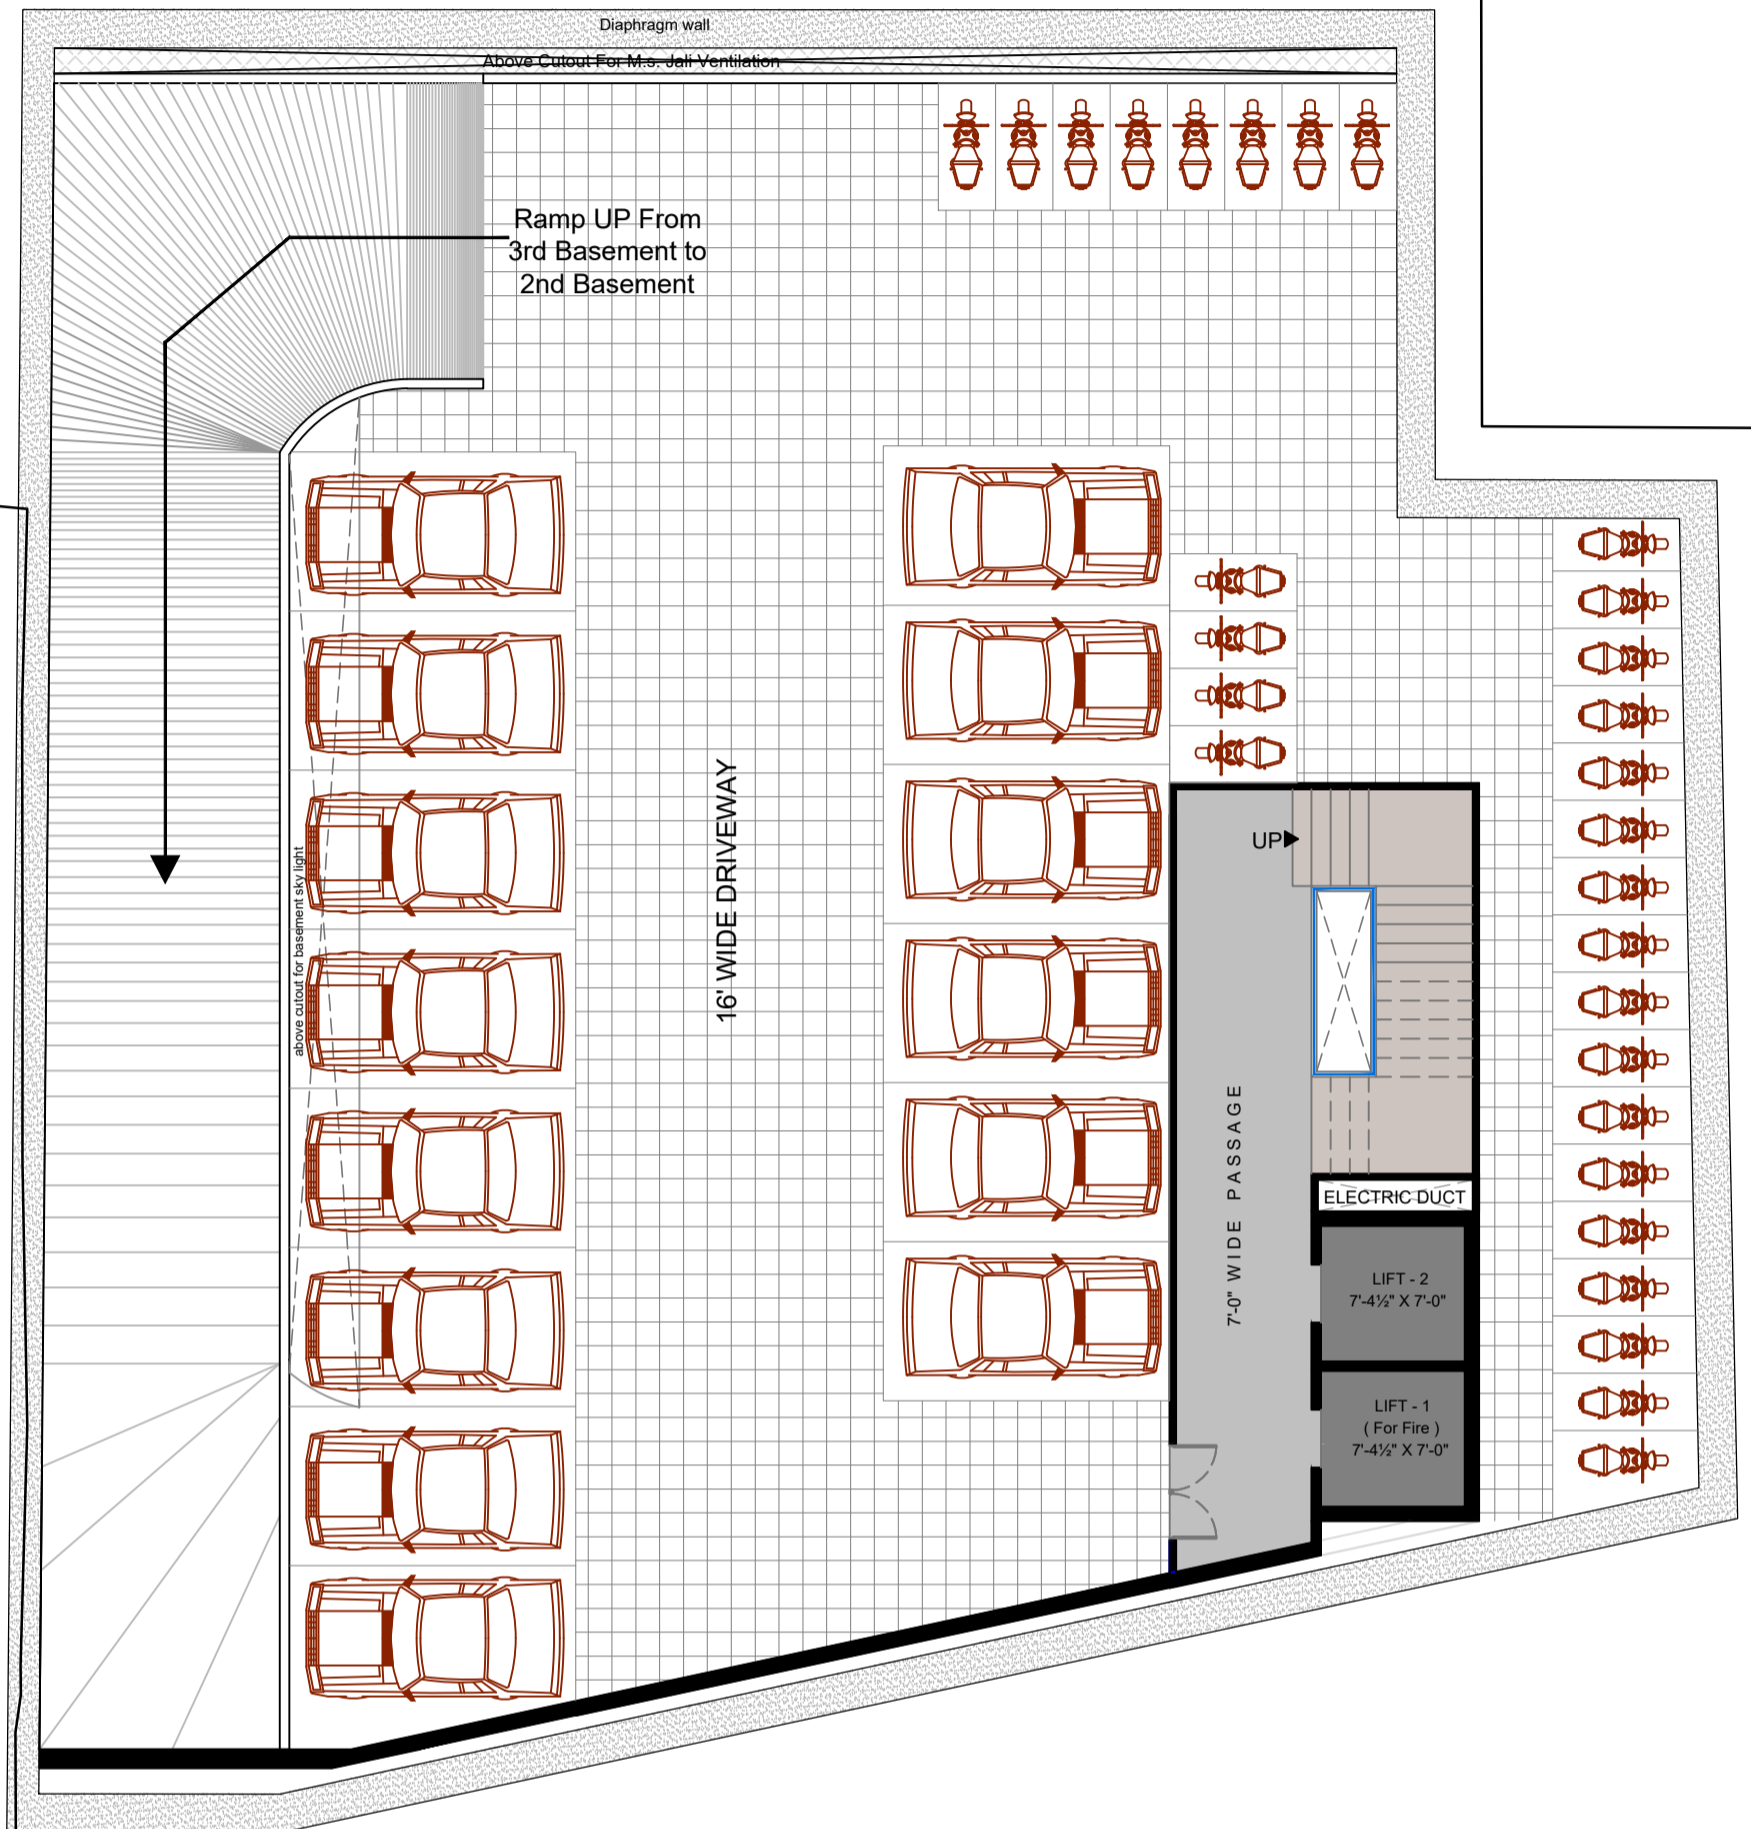 Diaphragm wall
Above Cutout For M.s. Jali Ventilation
Ramp UP From
3rd Basement to
2nd Basement
16' WIDE DRIVEWAY
above cutout for basement sky light
UP
7'-0" WIDE PASSAGE
ELECTRIC DUCT
LIFT - 2
7'-4½" X 7'-0"
LIFT - 1
( For Fire )
7'-4½" X 7'-0"